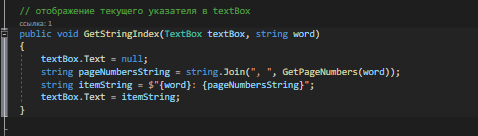 // отображение текущего указателя в textBox
ссылка: 1
public void GetStringIndex(TextBox textBox, string word)
{
textBox.Text = null;
string pageNumbersString = string.Join(", ", GetPageNumbers(word));
string itemString = $"{word}: {pageNumbersString}";
textBox.Text = itemString;
}